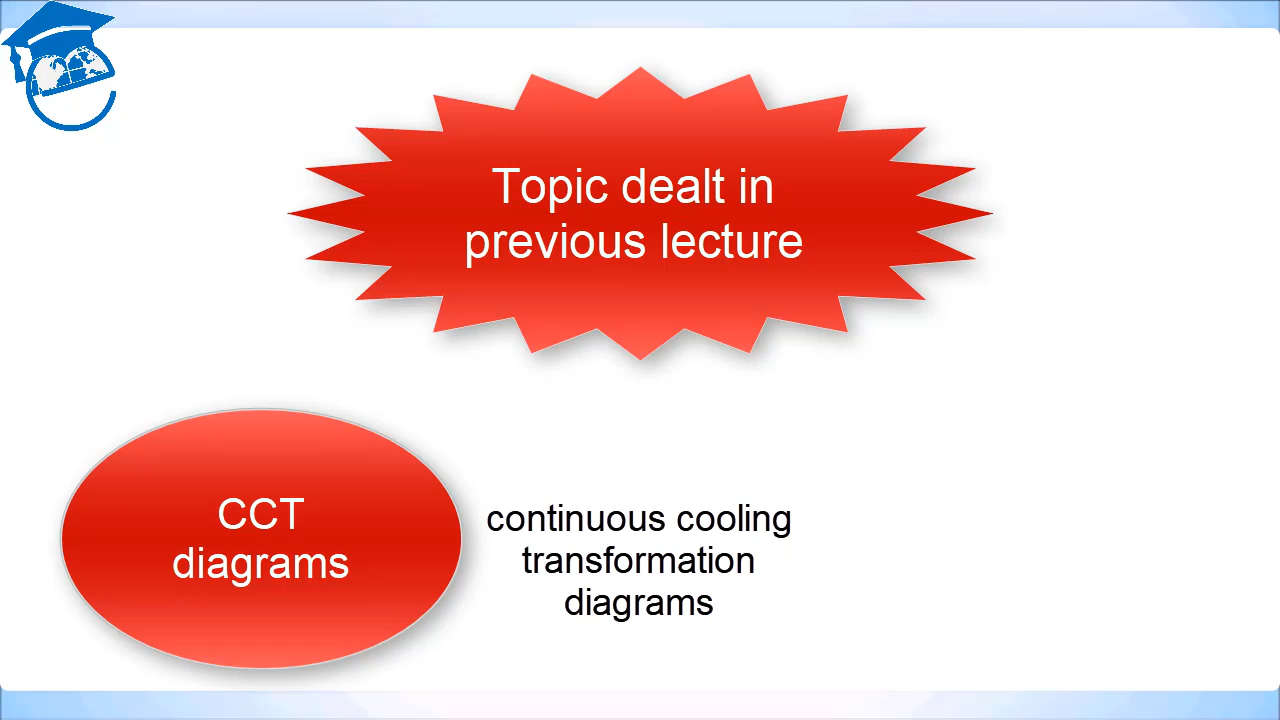 Topic dealt in
previous lecture
CCT
diagrams
continuous cooling
transformation
diagrams